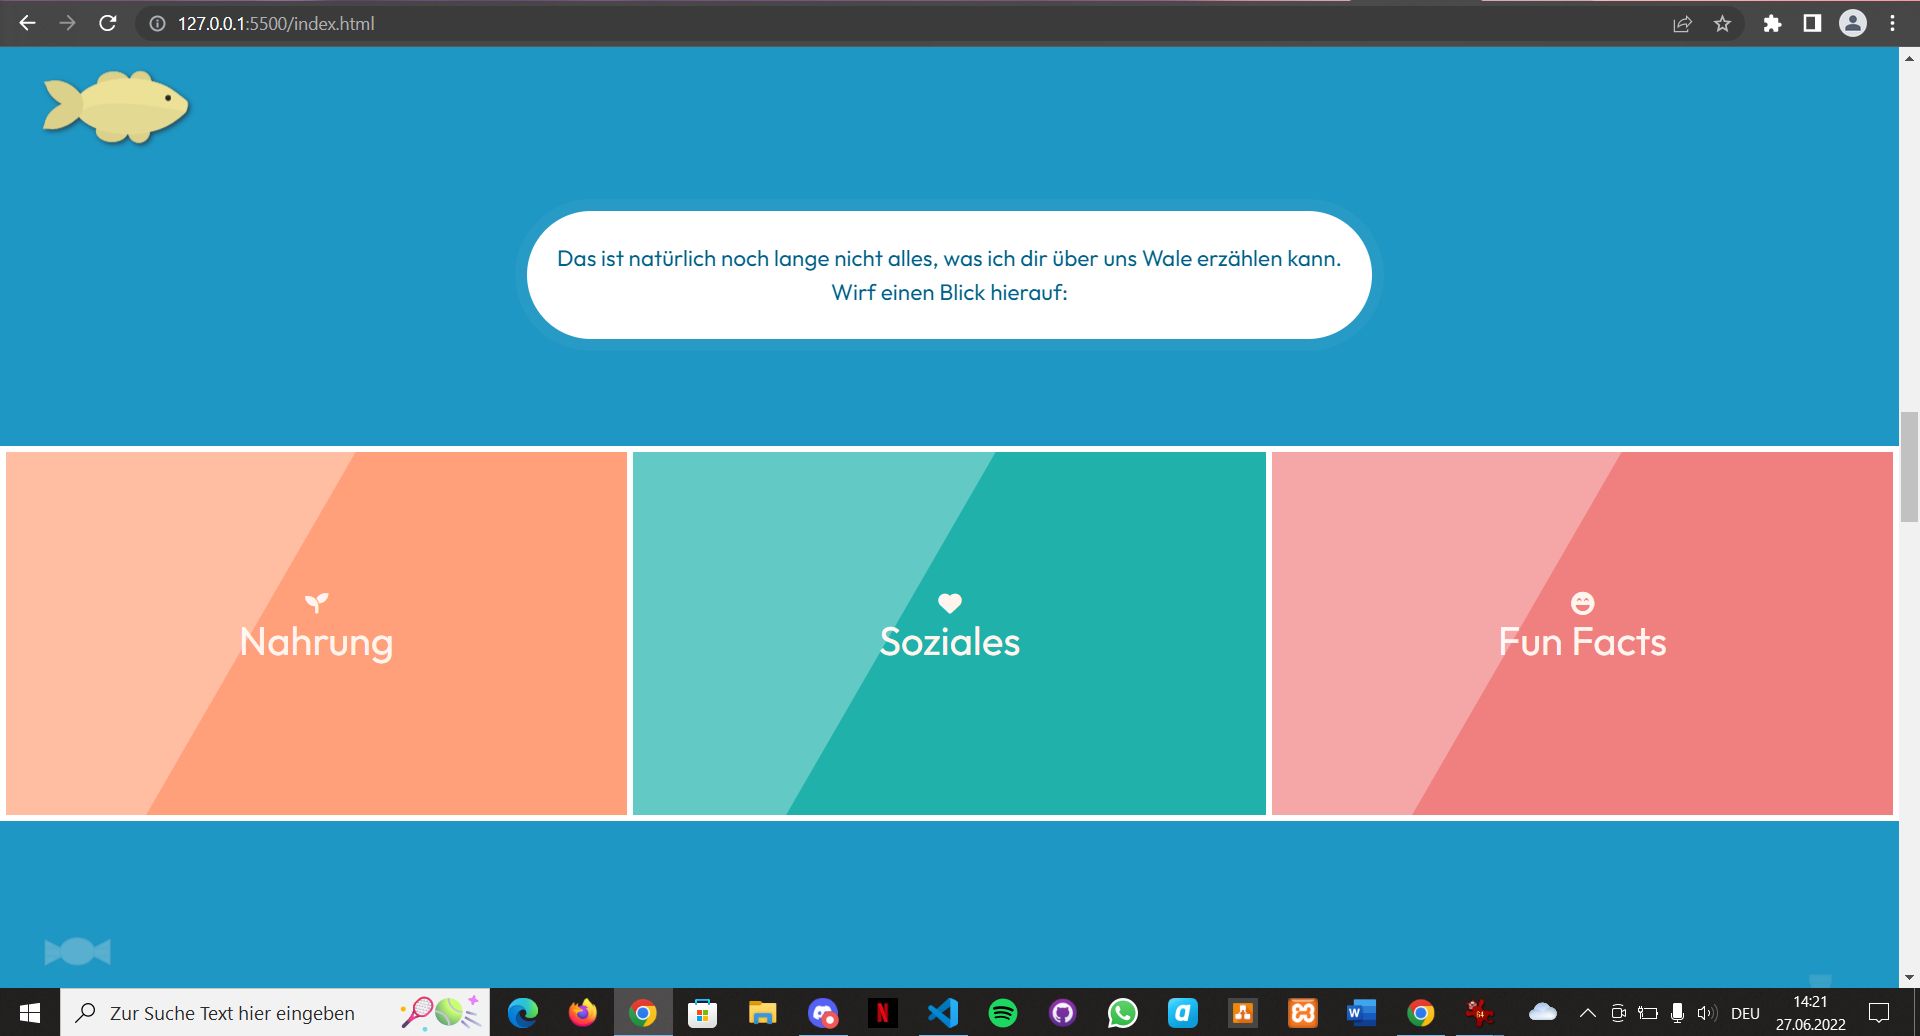 127.0.0.1:5500/index.html
Das ist natürlich noch lange nicht alles, was ich dir über uns Wale erzählen kann.
Wirf einen Blick hierauf:
Nahrung
Soziales
Fun Facts
Zur Suche Text hier eingeben
DEU
14:21
27.06.2022